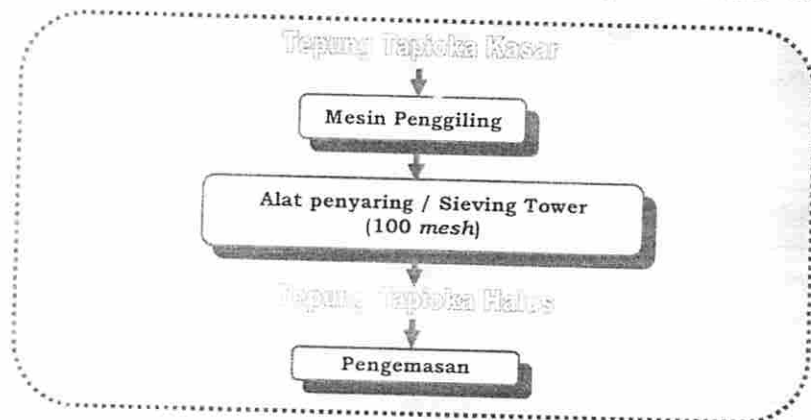 Tepung Tapioka Kasar
Mesin Penggiling
Alat penyaring / Sieving Tower
(100 mesh)
Tepung Tapioka Halus
Pengemasan